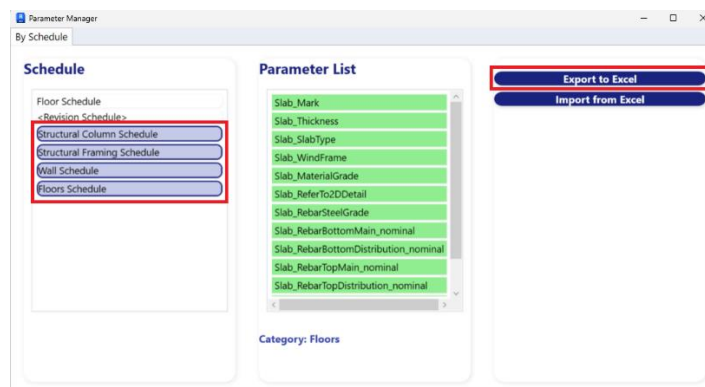 Parameter Manager
By Schedule
Schedule
Floor Schedule
<Revision Schedule>
Structural Column Schedule
Structural Framing Schedule
Wall Schedule
Floors Schedule
Parameter List
Slab_Mark
Slab_Thickness
Slab_SlabType
Slab_WindFrame
Slab_MaterialGrade
Slab_ReferTo2DDetail
Slab_RebarSteelGrade
Slab_RebarBottomMain_nominal
Slab_RebarBottomDistribution_nominal
Slab_RebarTopMain_nominal
Slab_RebarTopDistribution_nominal
Category: Floors
Export to Excel
Import from Excel